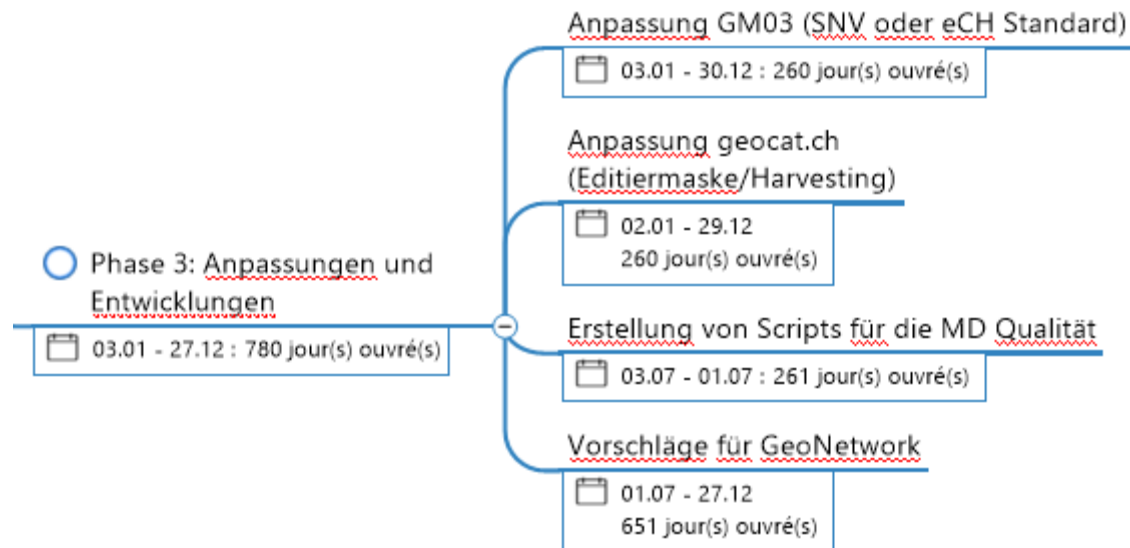 Phase 3: Anpassungen und
Entwicklungen
03.01 - 27.12 : 780 jour(s) ouvré(s)
Anpassung GM03 (SNV oder eCH Standard)
03.01 - 30.12 : 260 jour(s) ouvré(s)
Anpassung geocat.ch
(Editiermaske/Harvesting)
02.01 - 29.12
260 jour(s) ouvré(s)
Erstellung von Scripts für die MD Qualität
03.07 - 01.07 : 261 jour(s) ouvré(s)
Vorschläge für GeoNetwork
01.07 - 27.12
651 jour(s) ouvré(s)